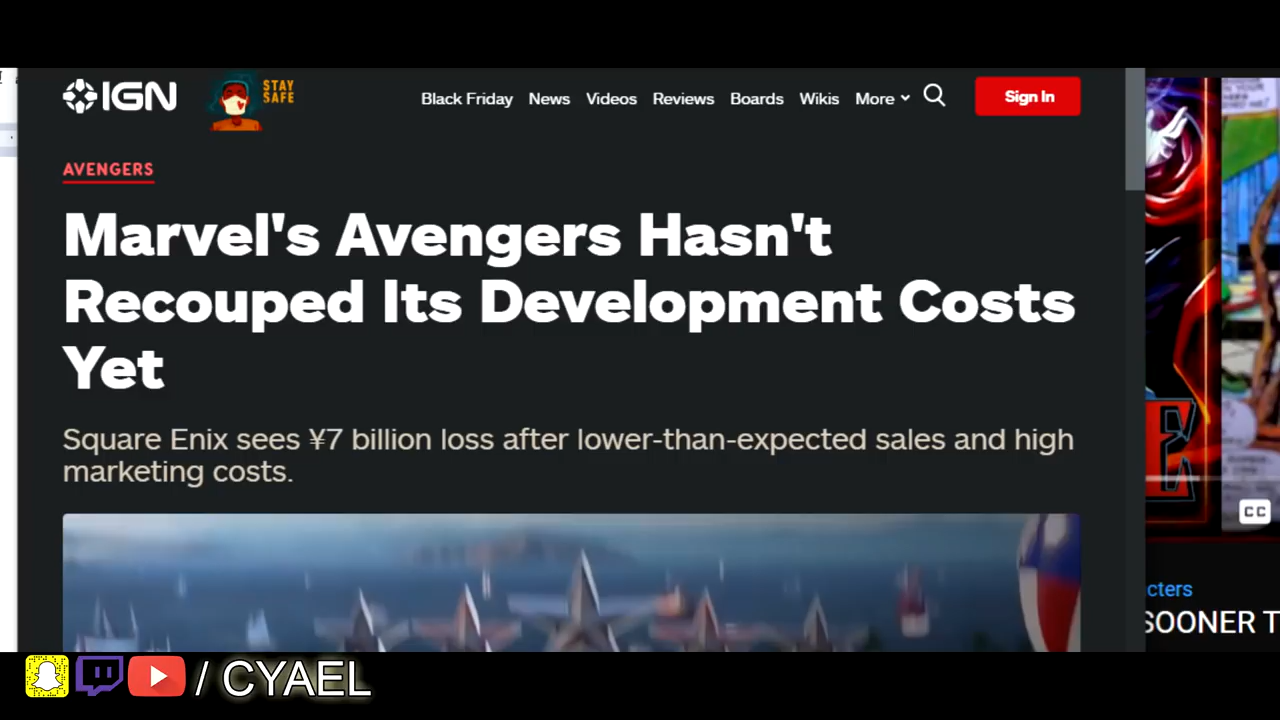 IGN
STAY
SAFE
Black Friday News Videos Reviews Boards Wikis More
Sign In
AVENGERS
Marvel's Avengers Hasn't
Recouped Its Development Costs
Yet
Square Enix sees ¥7 billion loss after lower-than-expected sales and high
marketing costs.
CC
cters
SOONER T
/ CYAEL